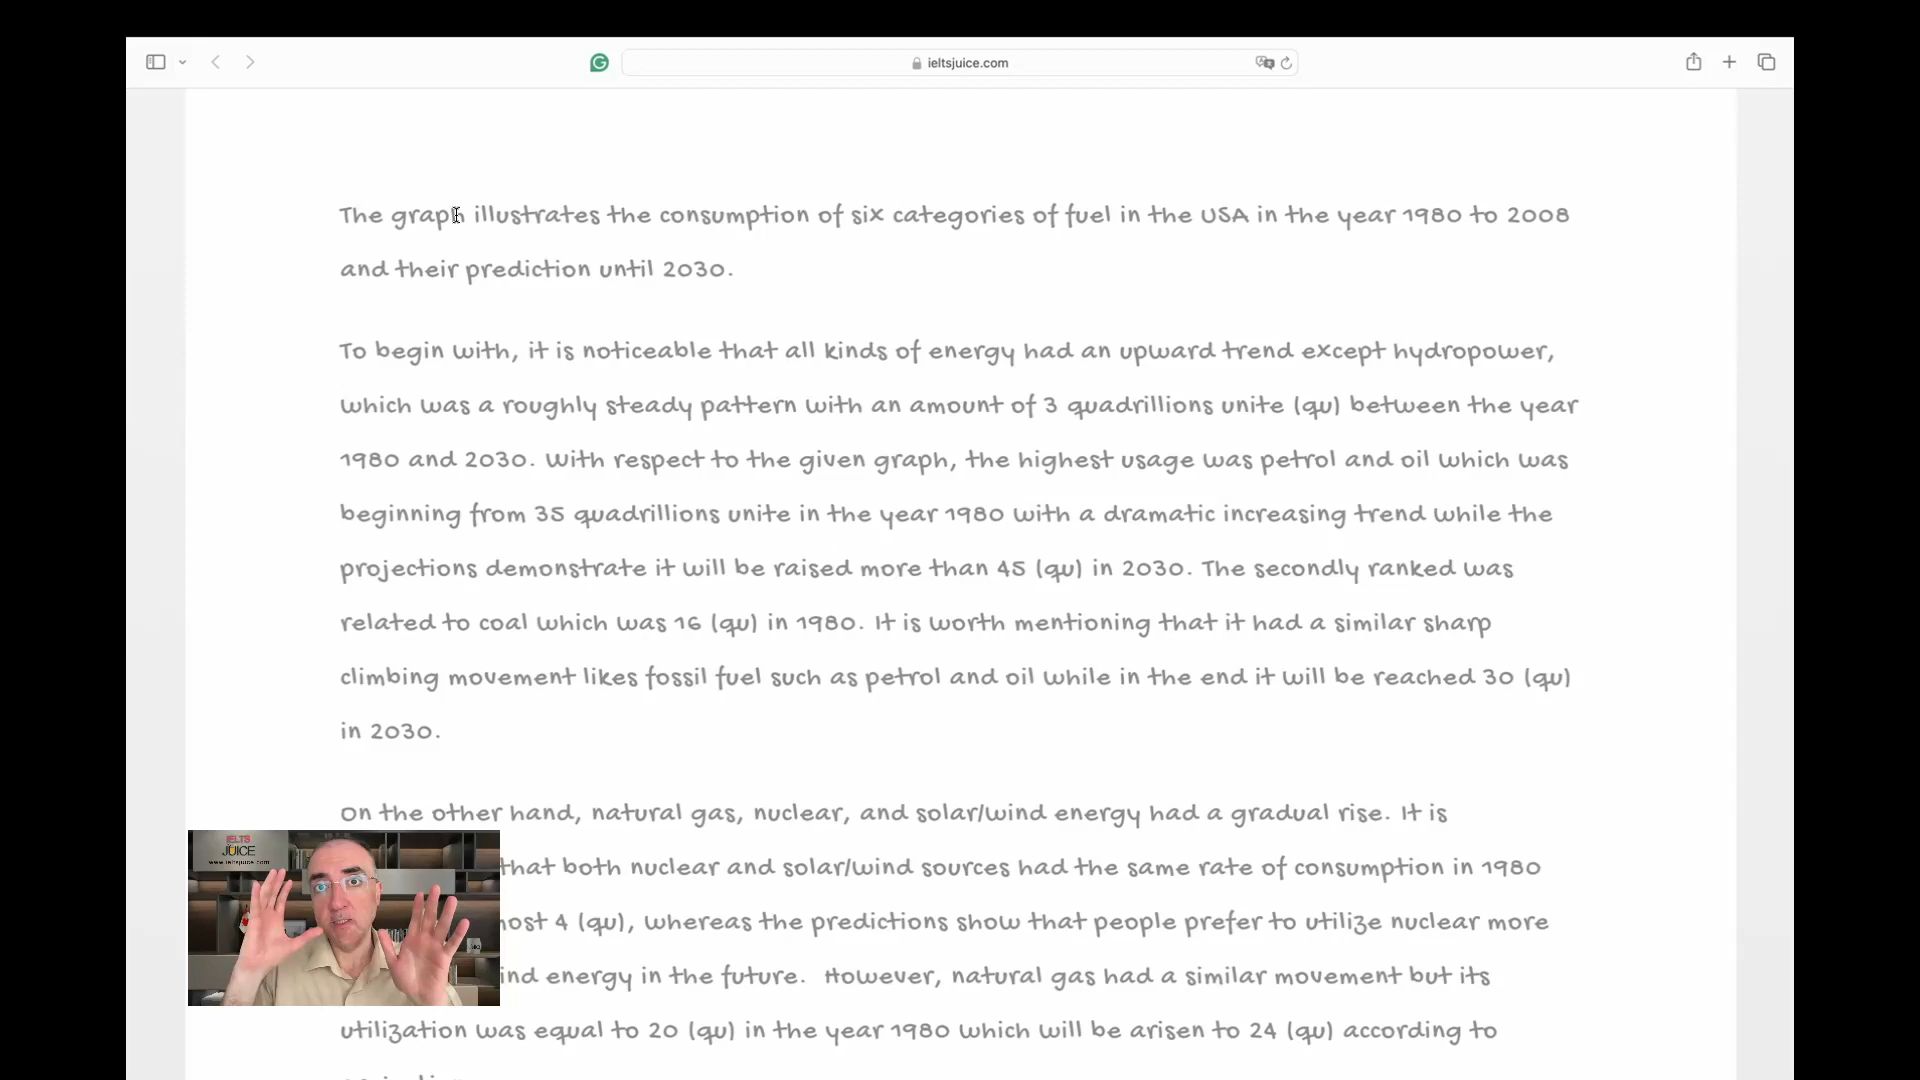 ieltsjuice.com
The graph illustrates the consumption of six categories of fuel in the USA in the year 1980 to 2008
and their prediction until 2030.
To begin with, it is noticeable that all kinds of energy had an upward trend except hydropower,
which was a roughly steady pattern with an amount of 3 quadrillions unite (qu) between the year
1980 and 2030. With respect to the given graph, the highest usage was petrol and oil which was
beginning from 35 quadrillions unite in the year 1980 with a dramatic increasing trend while the
projections demonstrate it will be raised more than 45 (qu) in 2030. The secondly ranked was
related to coal which was 16 (qu) in 1980. It is worth mentioning that it had a similar sharp
climbing movement likes fossil fuel such as petrol and oil while in the end it will be reached 30 (qu)
in 2030.
On the other hand, natural gas, nuclear, and solar/wind energy had a gradual rise. It is
that both nuclear and solar/wind sources had the same rate of consumption in 1980
4 (qu), whereas the predictions show that people prefer to utilize nuclear more
energy in the future. However, natural gas had a similar movement but its
utilization was equal to 20 (qu) in the year 1980 which will be arisen to 24 (qu) according to
IELTS
JUICE
www.ieltsjuice.com